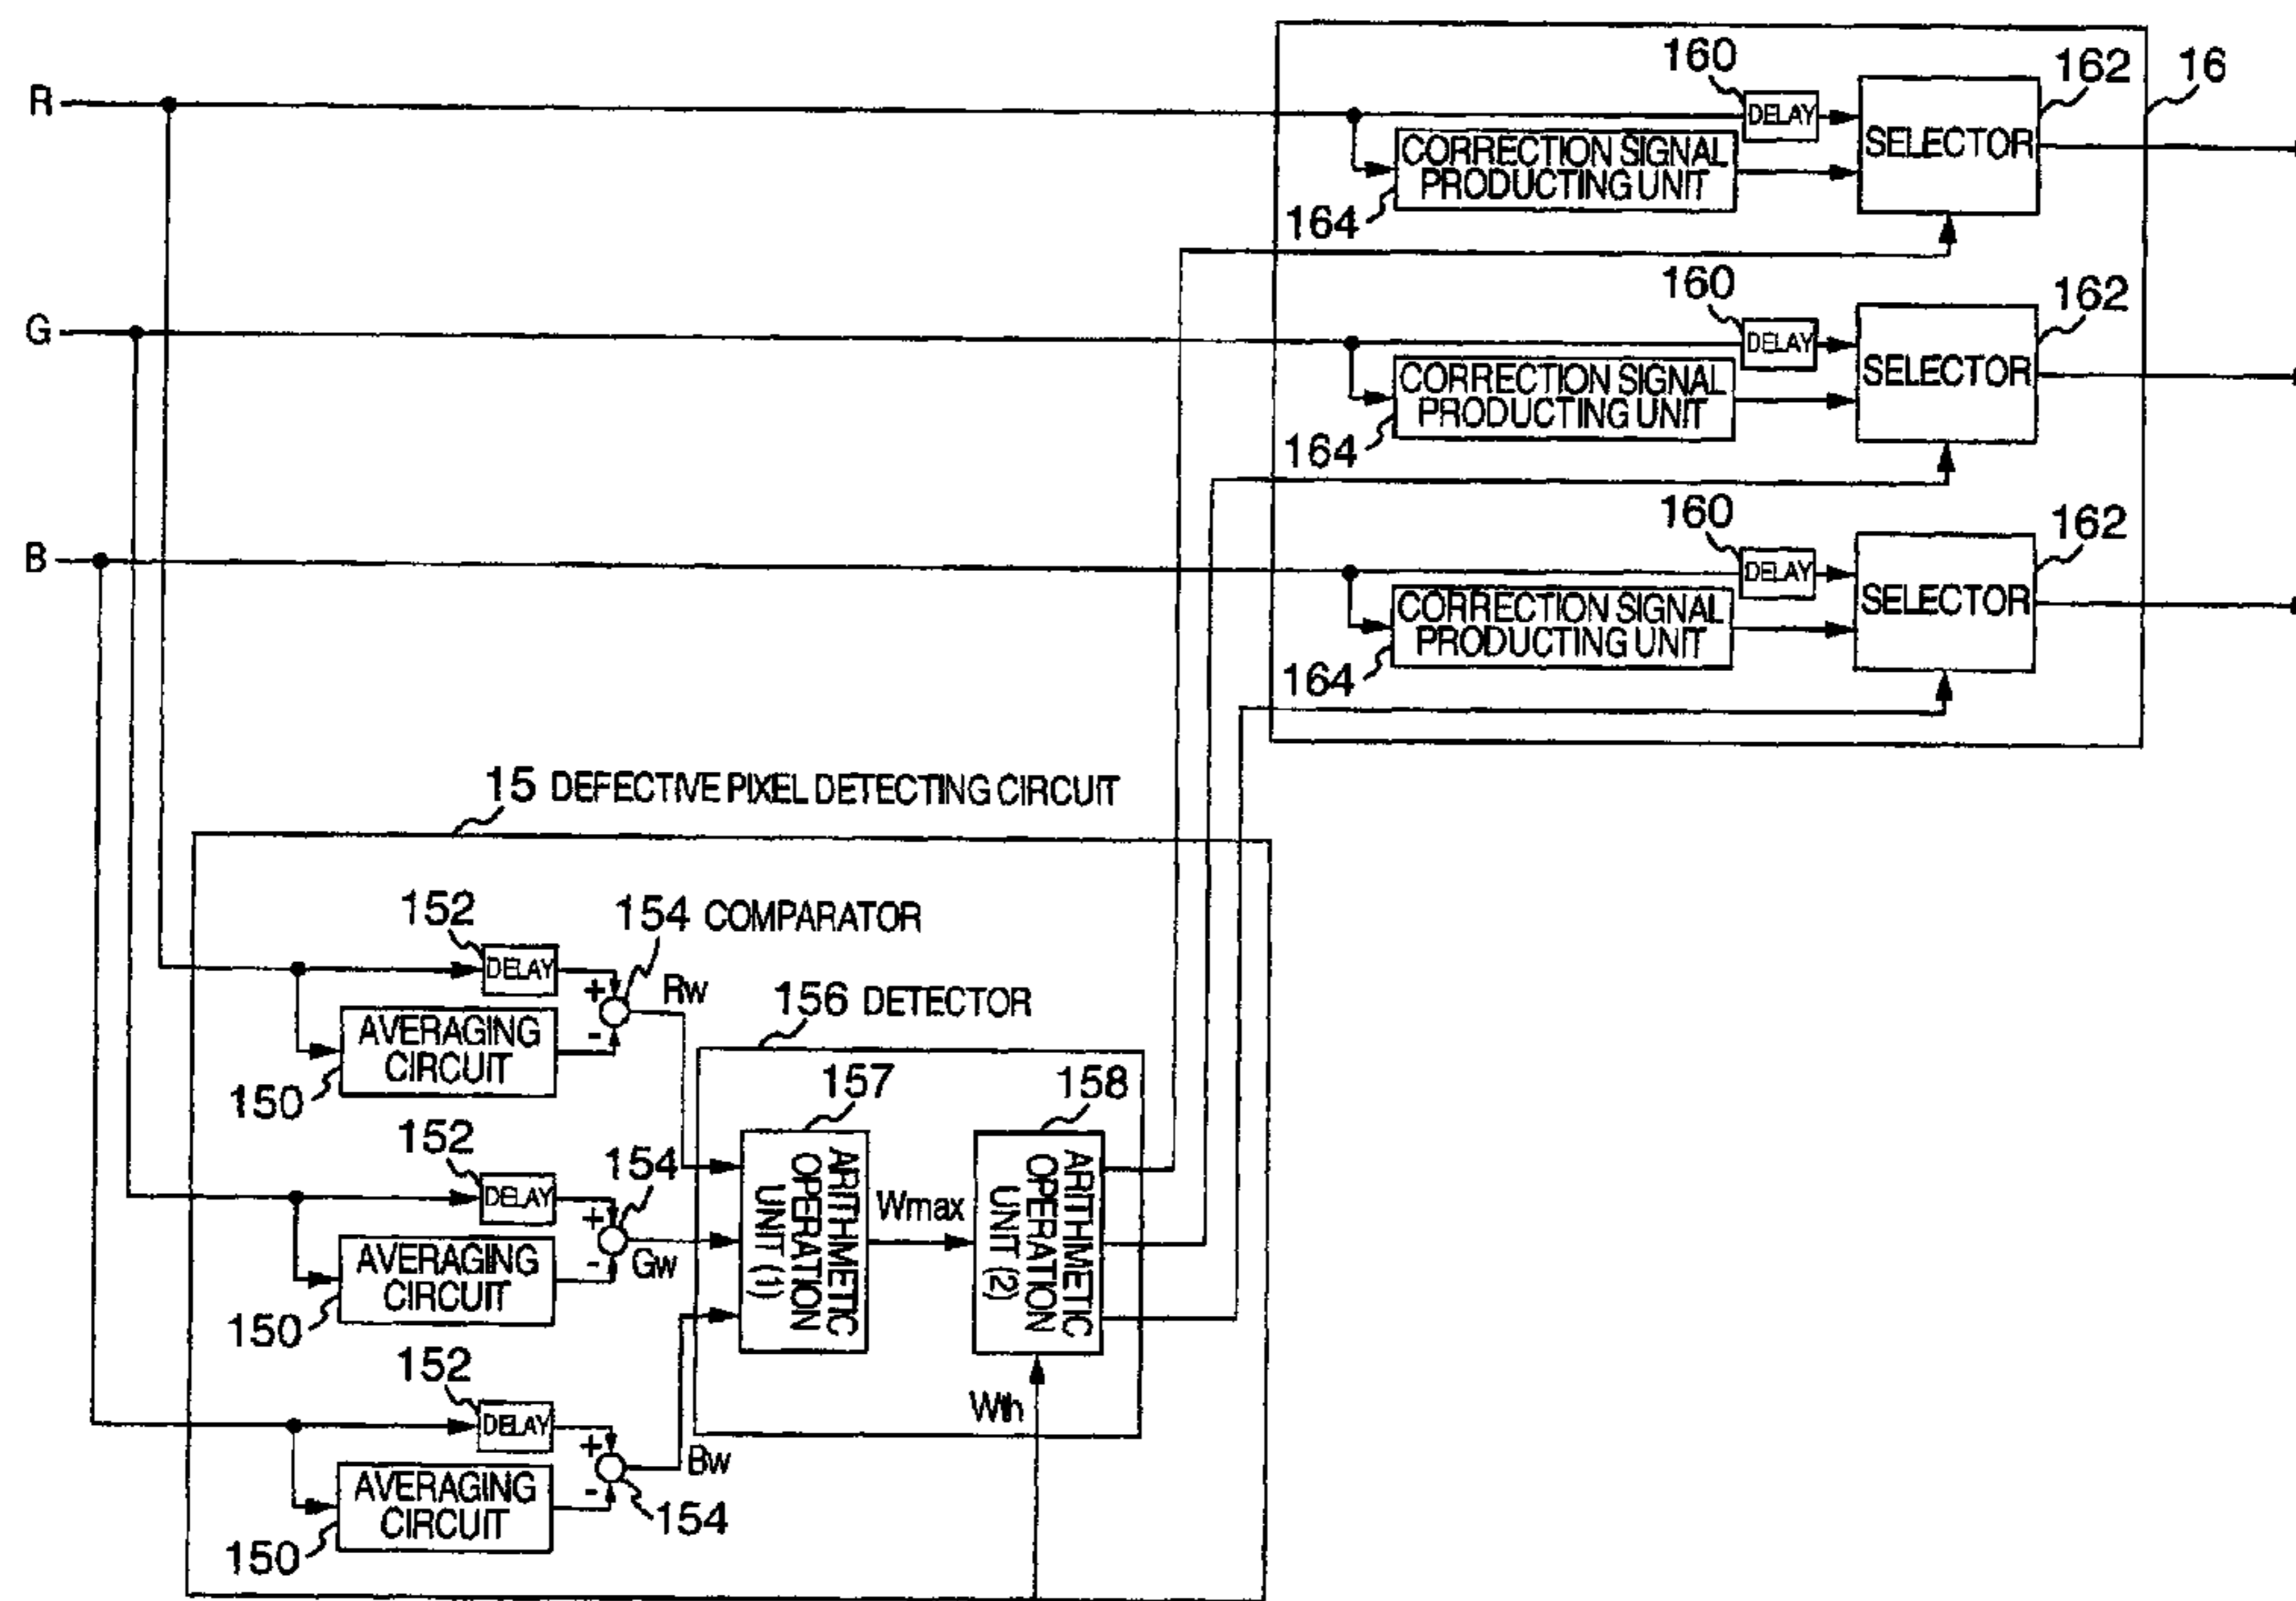 R
160
162
16
DELAY
SELECTOR
CORRECTION SIGNAL
PRODUCTING UNIT
164
G
160
162
DELAY
SELECTOR
CORRECTION SIGNAL
PRODUCTING UNIT
164
B
160
162
DELAY
SELECTOR
CORRECTION SIGNAL
PRODUCTING UNIT
164
15 DEFECTIVE PIXEL DETECTING CIRCUIT
152
154 COMPARATOR
DELAY
+
Rw
-
AVERAGING
CIRCUIT
150
156 DETECTOR
157
158
152
154
DELAY
+
-
Gw
AVERAGING
CIRCUIT
150
ARITHMETIC
OPERATION
UNIT (1)
Wmax
ARITHMETIC
OPERATION
UNIT (2)
Wth
152
DELAY
+
-
Bw
AVERAGING
CIRCUIT
150
154